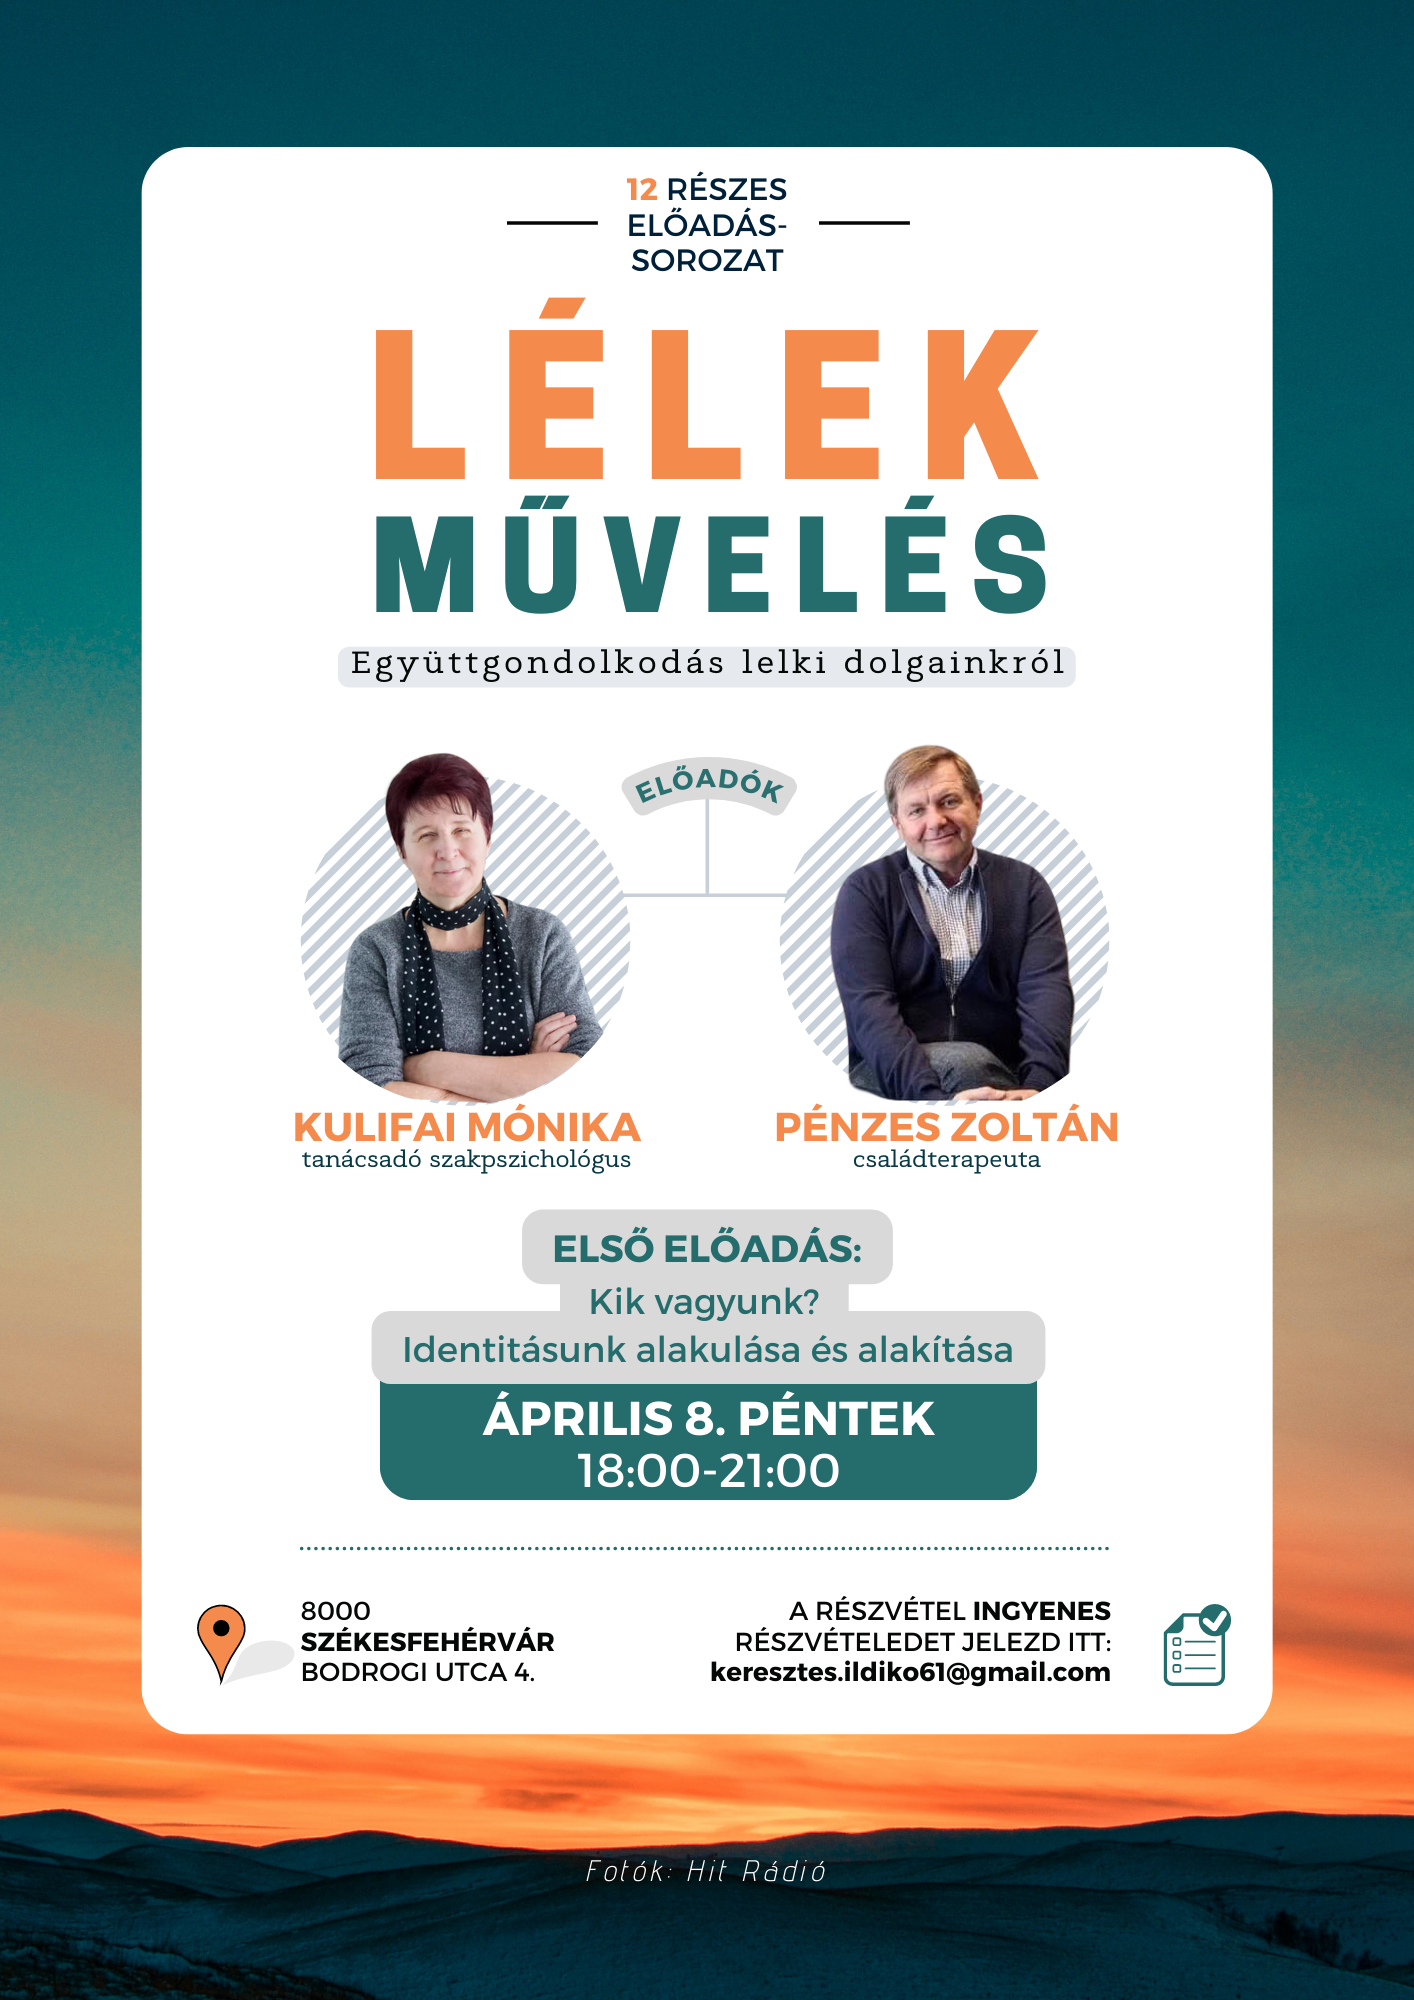 12 RÉSZES
ELŐADÁS-
SOROZAT
LÉLEK
MŰVELÉS
Együttgondolkodás lelki dolgainkról
ELŐADÓK
KULIFAI MÓNIKA
tanácsadó szakpszichológus
PÉNZES ZOLTÁN
családterapeuta
ELSŐ ELŐADÁS:
Kik vagyunk?
Identitásunk alakulása és alakítása
ÁPRILIS 8. PÉNTEK
18:00-21:00
8000
SZÉKESFEHÉRVÁR
BODROGI UTCA 4.
A RÉSZVÉTEL INGYENES
RÉSZVÉTELEDET JELEZD ITT:
keresztes.ildiko61@gmail.com
Fotók: Hit Rádió